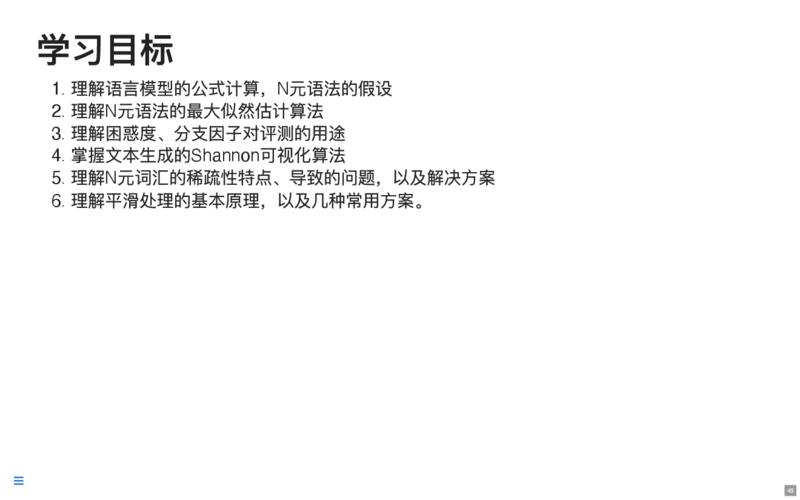 学习目标
1. 理解语言模型的公式计算，N元语法的假设
2. 理解N元语法的最大似然估计算法
3. 理解困惑度、分支因子对评测的用途
4. 掌握文本生成的Shannon可视化算法
5. 理解N元词汇的稀疏性特点、导致的问题，以及解决方案
6. 理解平滑处理的基本原理，以及几种常用方案。
45